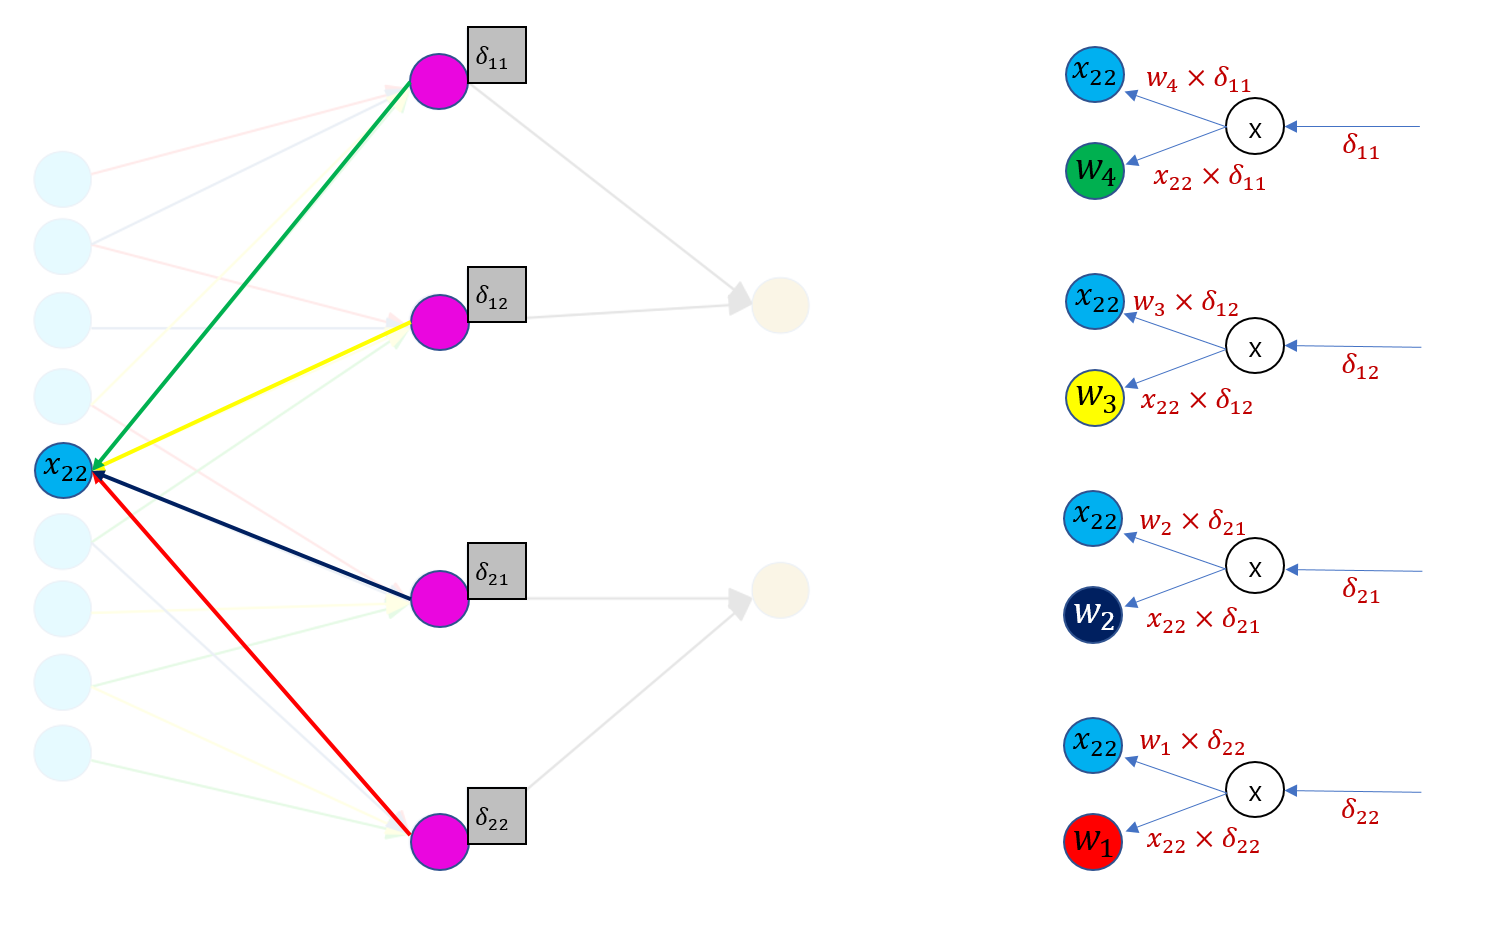 δ₁₁
δ₁₂
x₂₂
δ₂₁
δ₂₂
x₂₂
w₄ × δ₁₁
x
δ₁₁
w₄
x₂₂ × δ₁₁
x₂₂
w₃ × δ₁₂
x
δ₁₂
w₃
x₂₂ × δ₁₂
x₂₂
w₂ × δ₂₁
x
δ₂₁
w₂
x₂₂ × δ₂₁
x₂₂
w₁ × δ₂₂
x
δ₂₂
w₁
x₂₂ × δ₂₂